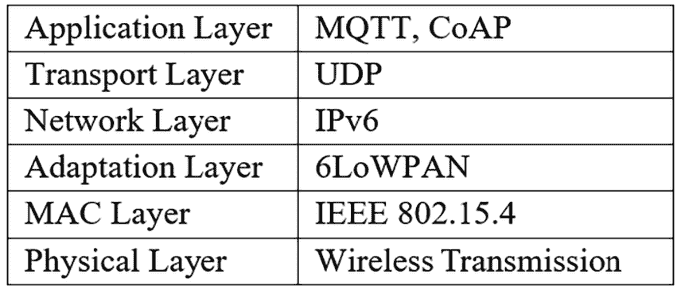 Application Layer MQTT, CoAP
Transport Layer UDP
Network Layer IPv6
Adaptation Layer 6LoWPAN
MAC Layer IEEE 802.15.4
Physical Layer Wireless Transmission